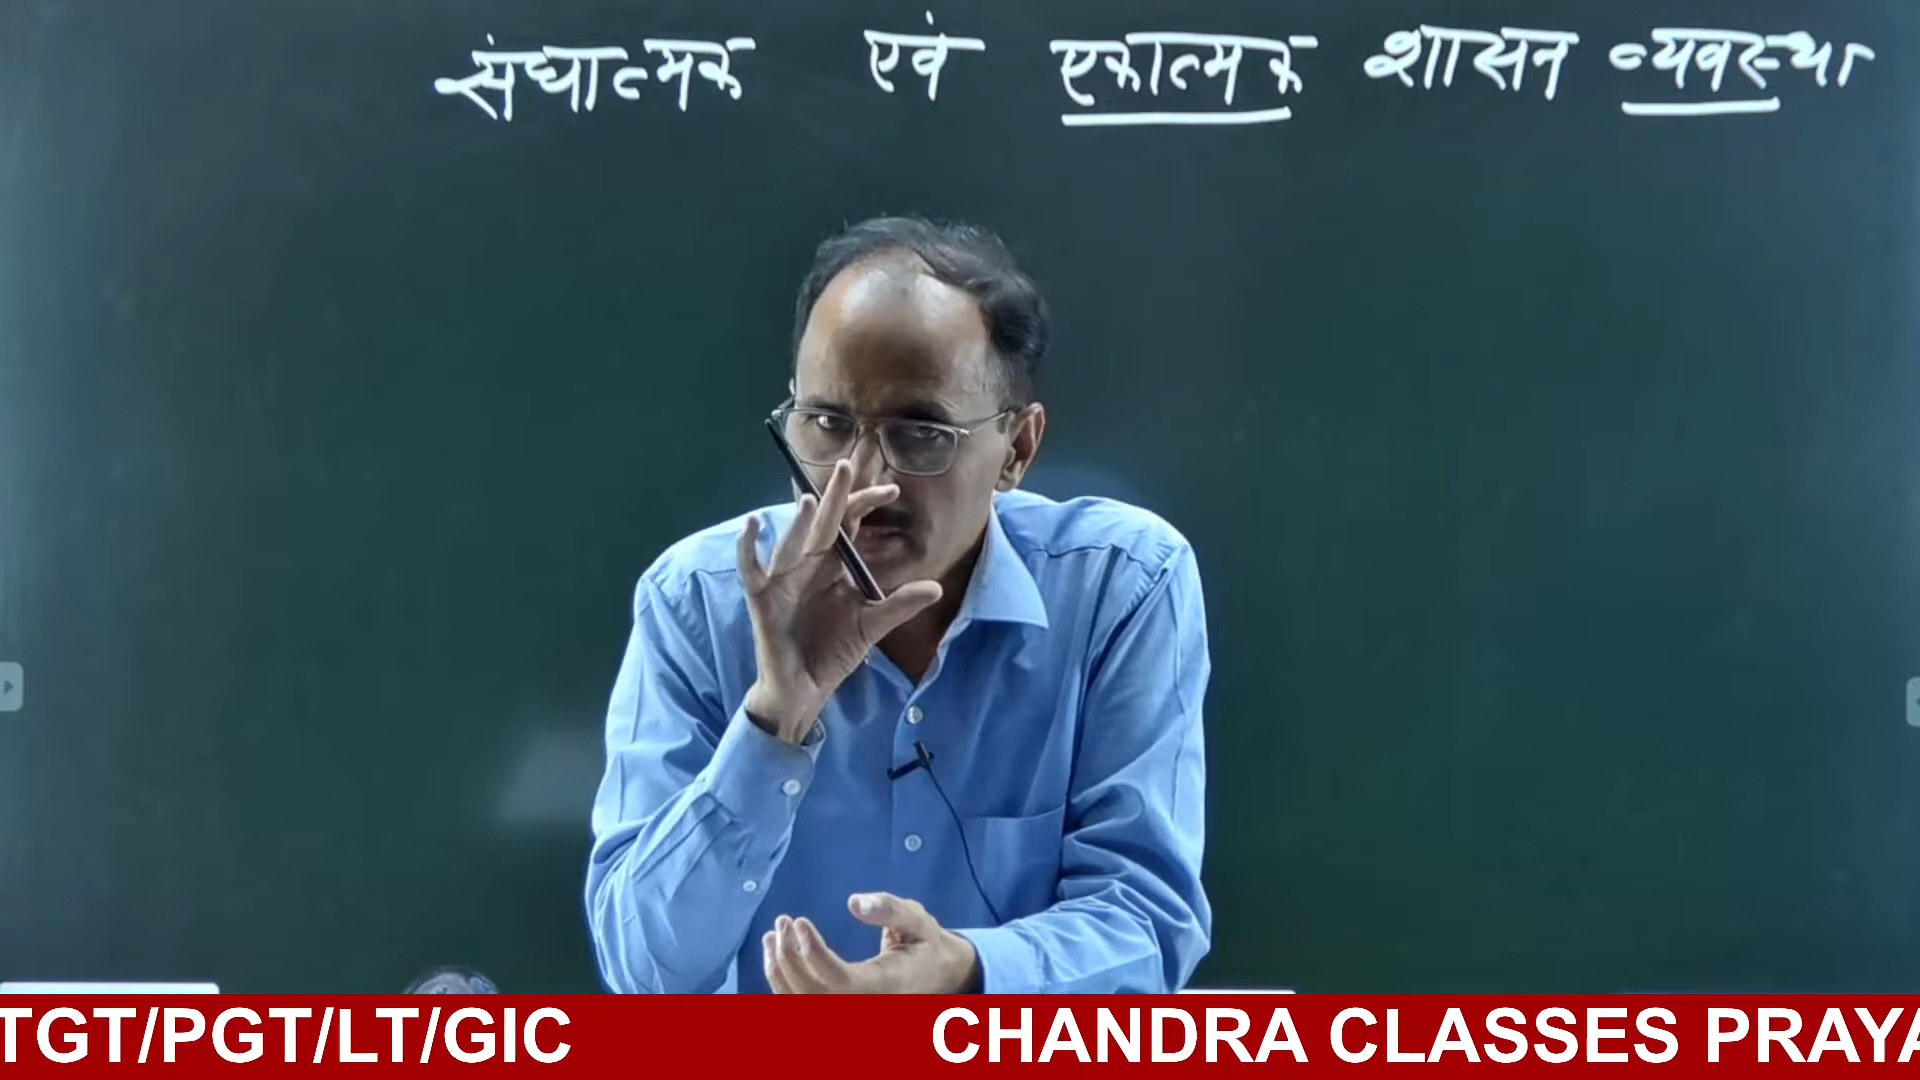 संघात्मक एवं एकात्मक शासन व्यवस्था
TGT/PGT/LT/GIC CHANDRA CLASSES PRAYA